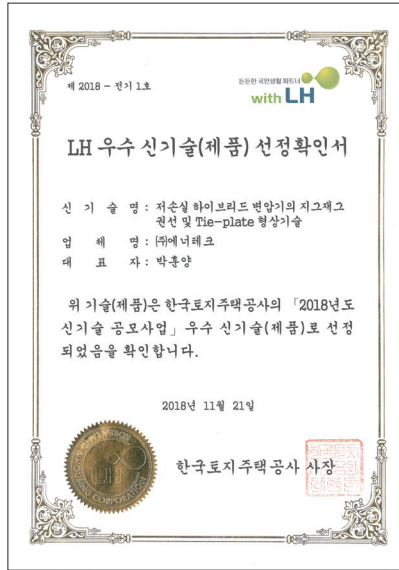 제 2018 - 전기 1호
든든한 국민생활 파트너
with LH
LH 우수 신기술(제품) 선정확인서
신 기 술 명 : 저손실 하이브리드 변압기의 지그재그
권선 및 Tie-plate 형상기술
업 체 명 : ㈜에너테크
대 표 자 : 박훈양
위 기술(제품)은 한국토지주택공사의 「2018년도
신기술 공모사업」 우수 신기술(제품)로 선정
되었음을 확인합니다.
2018년 11월 21일
LH
HOUSING CORPORATION
한국토지주택공사 사장